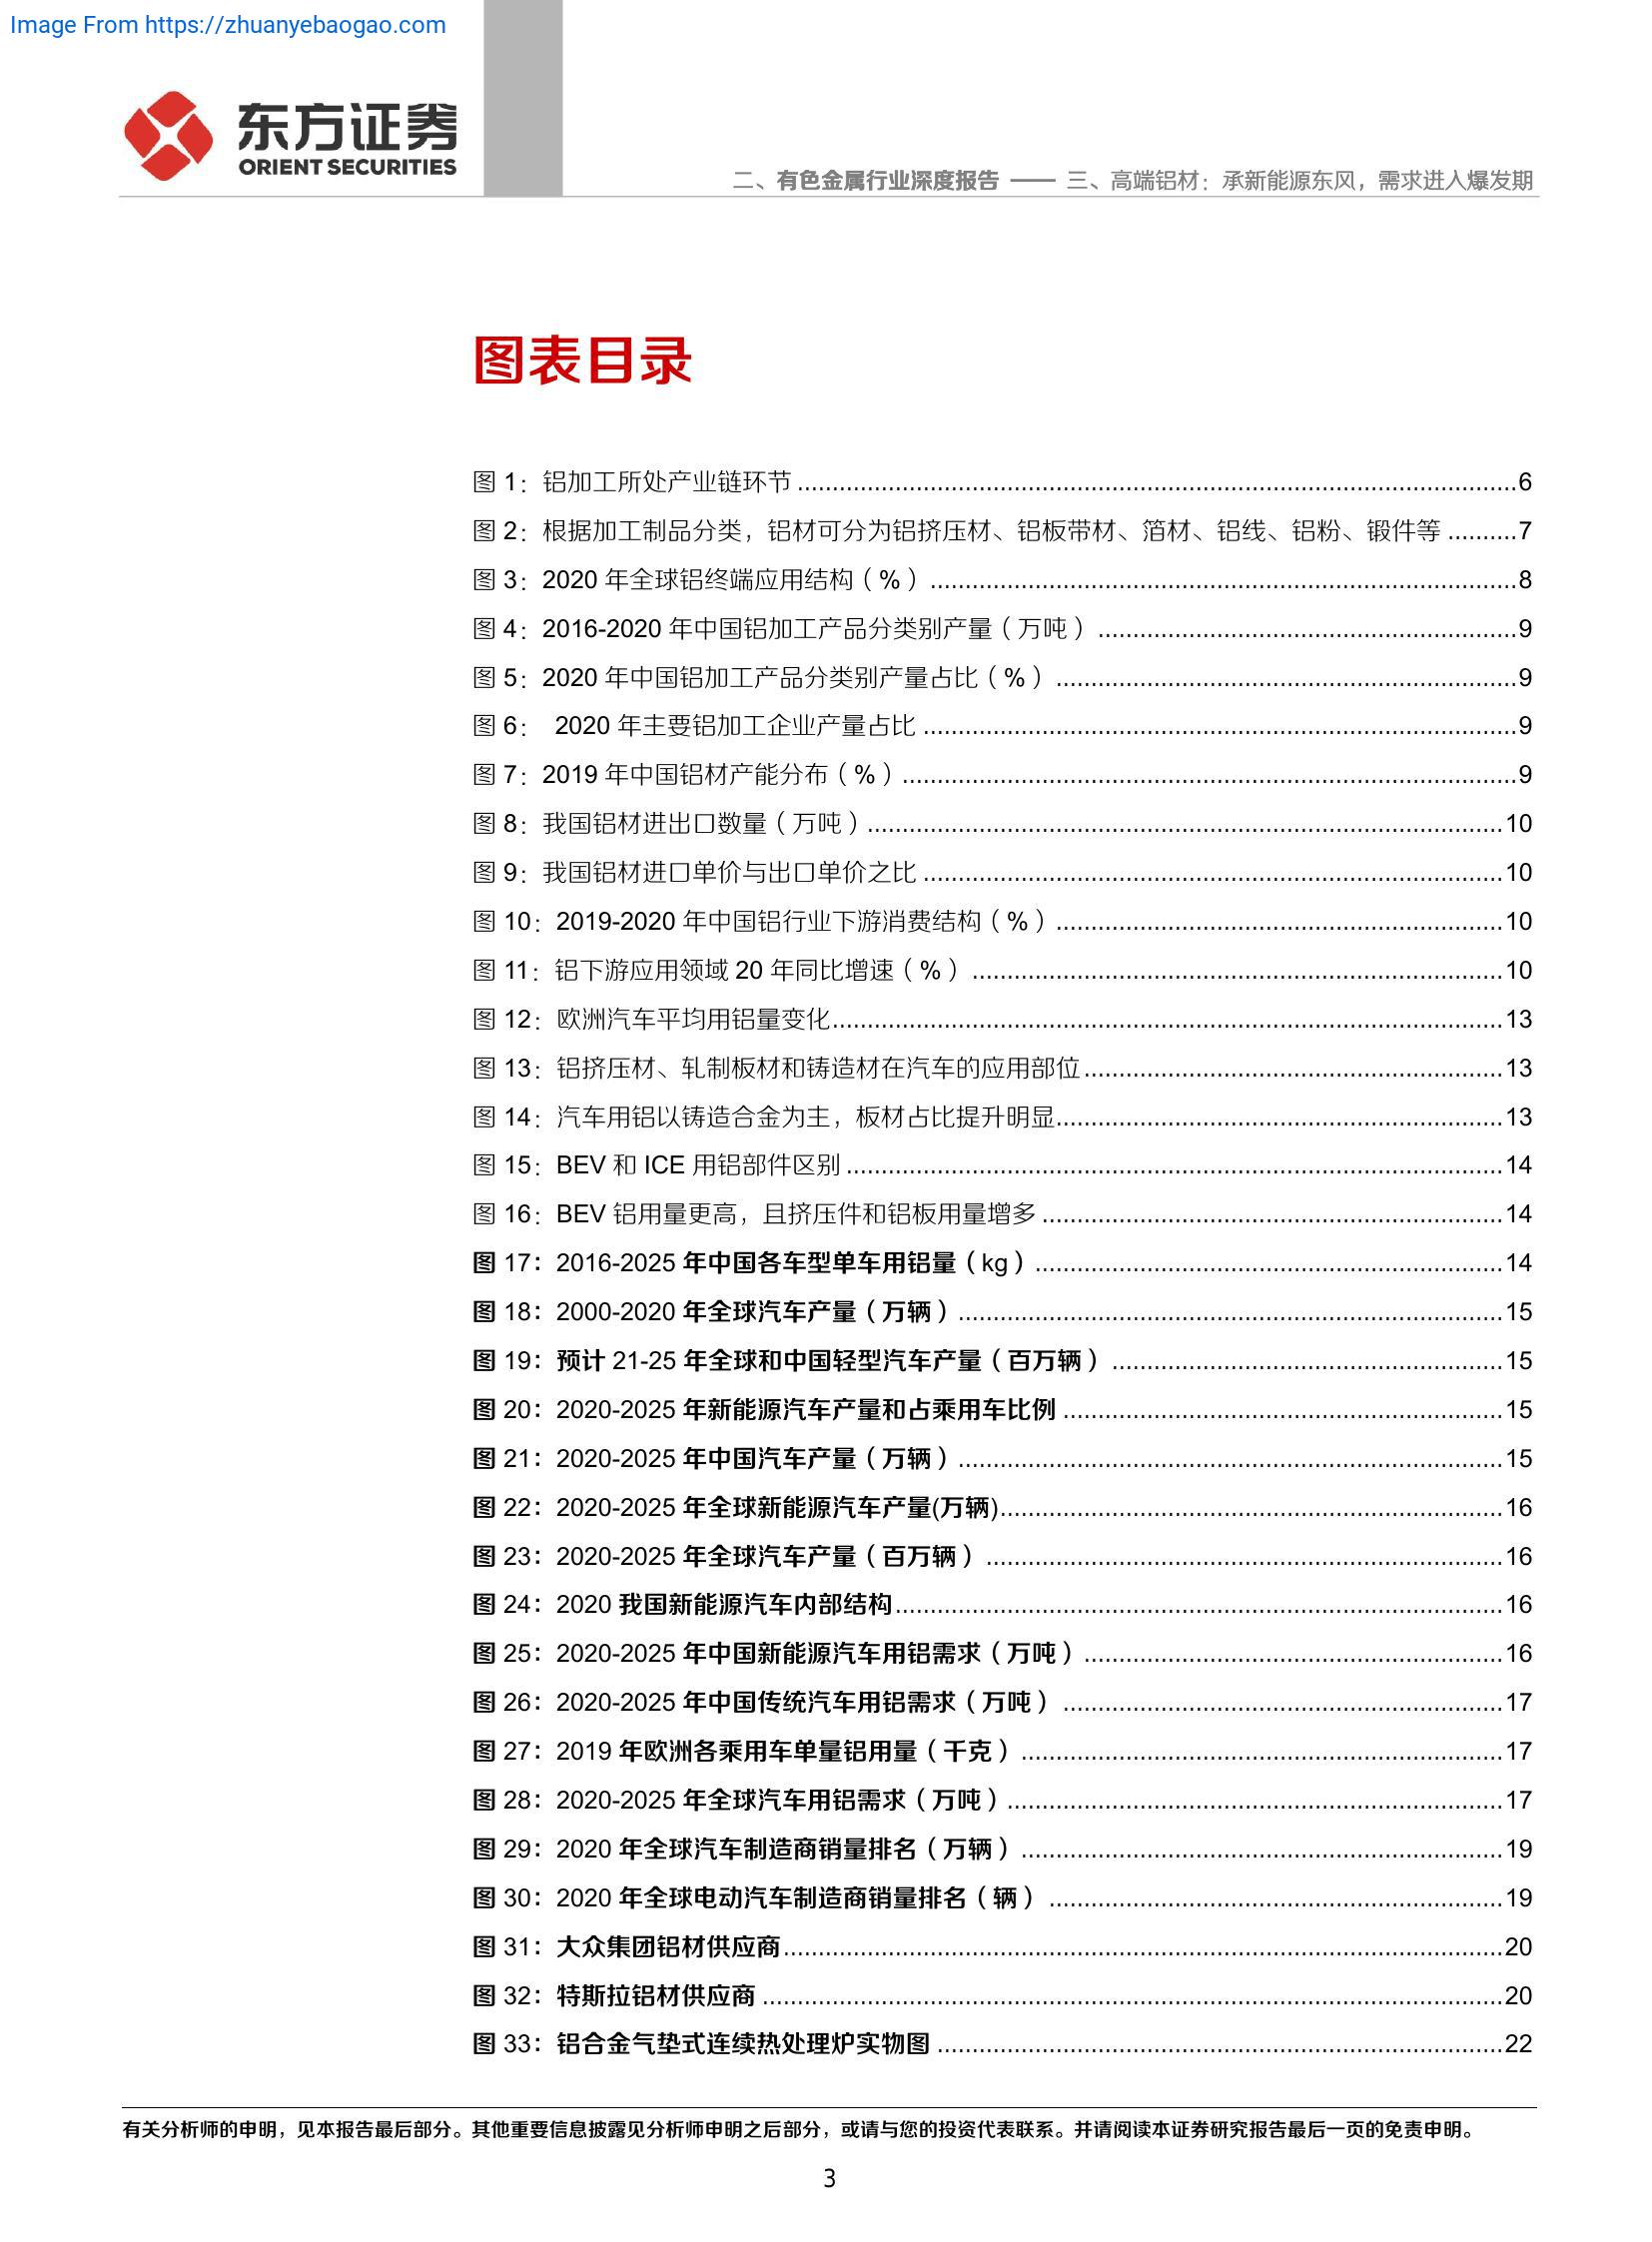 Image From https://zhuanyebaogao.com
东方证券
ORIENT SECURITIES
二、有色金属行业深度报告 —— 三、高端铝材：承新能源东风，需求进入爆发期
图表目录
图 1：铝加工所处产业链环节 ........................................................ 6
图 2：根据加工制品分类，铝材可分为铝挤压材、铝板带材、箔材、铝线、铝粉、锻件等 ..........7
图 3：2020 年全球铝终端应用结构（%） ........................................................ 8
图 4：2016-2020 年中国铝加工产品分类别产量（万吨） ........................................................ 9
图 5：2020 年中国铝加工产品分类别产量占比（%） ........................................................ 9
图 6： 2020 年主要铝加工企业产量占比 ........................................................ 9
图 7：2019 年中国铝材产能分布（%） ........................................................ 9
图 8：我国铝材进出口数量（万吨） ........................................................ 10
图 9：我国铝材进口单价与出口单价之比 ........................................................ 10
图 10：2019-2020 年中国铝行业下游消费结构（%） ........................................................ 10
图 11：铝下游应用领域 20 年同比增速（%） ........................................................ 10
图 12：欧洲汽车平均用铝量变化 ........................................................ 13
图 13：铝挤压材、轧制板材和铸造材在汽车的应用部位 ........................................................ 13
图 14：汽车用铝以铸造合金为主，板材占比提升明显 ........................................................ 13
图 15：BEV 和 ICE 用铝部件区别 ........................................................ 14
图 16：BEV 铝用量更高，且挤压件和铝板用量增多 ........................................................ 14
图 17：2016-2025 年中国各车型单车用铝量（kg） ........................................................ 14
图 18：2000-2020 年全球汽车产量（万辆） ........................................................ 15
图 19：预计 21-25 年全球和中国轻型汽车产量（百万辆） ........................................................ 15
图 20：2020-2025 年新能源汽车产量和占乘用车比例 ........................................................ 15
图 21：2020-2025 年中国汽车产量（万辆） ........................................................ 15
图 22：2020-2025 年全球新能源汽车产量(万辆) ........................................................ 16
图 23：2020-2025 年全球汽车产量（百万辆） ........................................................ 16
图 24：2020 我国新能源汽车内部结构 ........................................................ 16
图 25：2020-2025 年中国新能源汽车用铝需求（万吨） ........................................................ 16
图 26：2020-2025 年中国传统汽车用铝需求（万吨） ........................................................ 17
图 27：2019 年欧洲各乘用车单量铝用量（千克） ........................................................ 17
图 28：2020-2025 年全球汽车用铝需求（万吨） ........................................................ 17
图 29：2020 年全球汽车制造商销量排名（万辆） ........................................................ 19
图 30：2020 年全球电动汽车制造商销量排名（辆） ........................................................ 19
图 31：大众集团铝材供应商 ........................................................ 20
图 32：特斯拉铝材供应商 ........................................................ 20
图 33：铝合金气垫式连续热处理炉实物图 ........................................................ 22
有关分析师的申明，见本报告最后部分。其他重要信息披露见分析师申明之后部分，或请与您的投资代表联系。并请阅读本证券研究报告最后一页的免责申明。
3